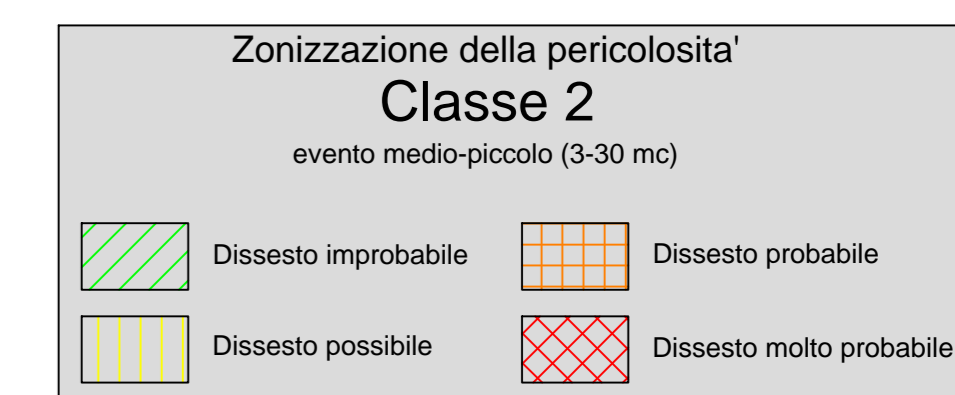 Zonizzazione della pericolosita'
Classe 2
evento medio-piccolo (3-30 mc)
Dissesto improbabile
Dissesto probabile
Dissesto possibile
Dissesto molto probabile